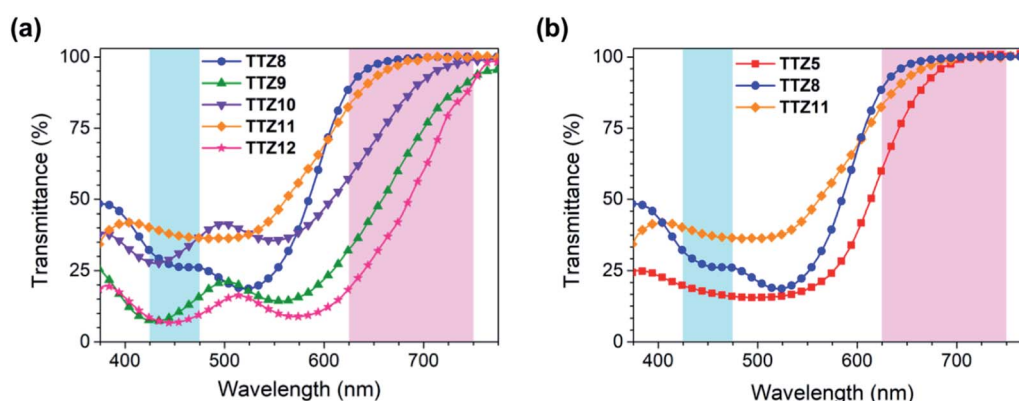 (a)
100
75
50
25
0
Transmittance (%)
TTZ8
TTZ9
TTZ10
TTZ11
TTZ12
400 500 600 700
Wavelength (nm)
(b)
100
75
50
25
0
Transmittance (%)
TTZ5
TTZ8
TTZ11
400 500 600 700
Wavelength (nm)